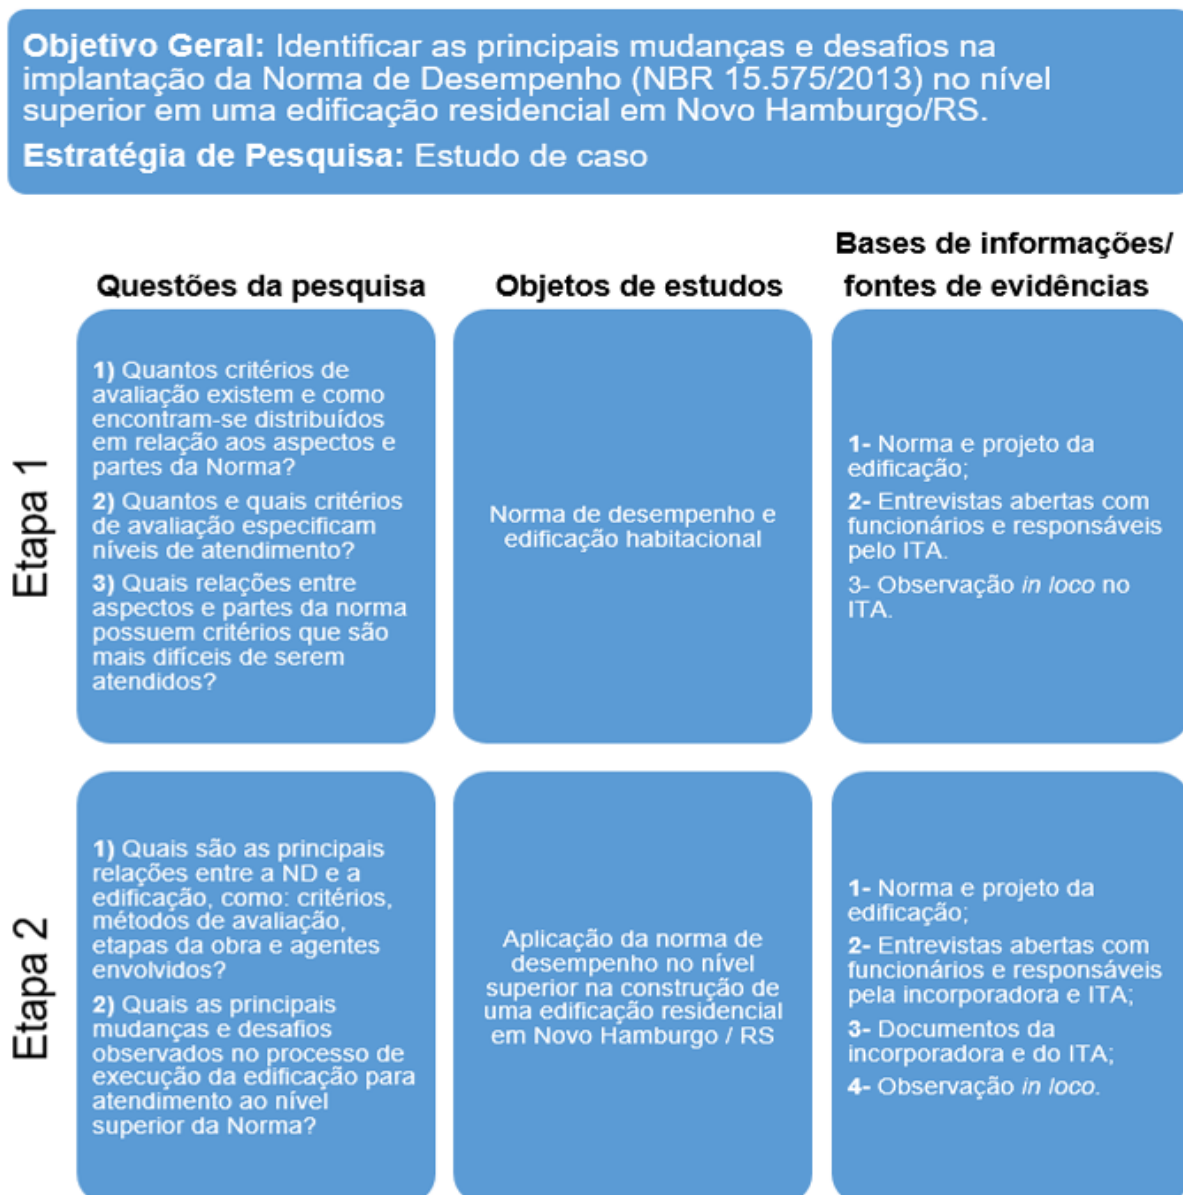 Objetivo Geral: Identificar as principais mudanças e desafios na
implantação da Norma de Desempenho (NBR 15.575/2013) no nível
superior em uma edificação residencial em Novo Hamburgo/RS.
Estratégia de Pesquisa: Estudo de caso
Questões da pesquisa
Objetos de estudos
Bases de informações/
fontes de evidências
Etapa 1
1) Quantos critérios de
avaliação existem e como
encontram-se distribuídos
em relação aos aspectos e
partes da Norma?
2) Quantos e quais critérios
de avaliação especificam
níveis de atendimento?
3) Quais relações entre
aspectos e partes da norma
possuem critérios que são
mais difíceis de serem
atendidos?
Norma de desempenho e
edificação habitacional
1- Norma e projeto da
edificação;
2- Entrevistas abertas com
funcionários e responsáveis
pelo ITA.
3- Observação in loco no
ITA.
Etapa 2
1) Quais são as principais
relações entre a ND e a
edificação, como: critérios,
métodos de avaliação,
etapas da obra e agentes
envolvidos?
2) Quais as principais
mudanças e desafios
observados no processo de
execução da edificação para
atendimento ao nível
superior da Norma?
Aplicação da norma de
desempenho no nível
superior na construção de
uma edificação residencial
em Novo Hamburgo / RS
1- Norma e projeto da
edificação;
2- Entrevistas abertas com
funcionários e responsáveis
pela incorporadora e ITA;
3- Documentos da
incorporadora e do ITA;
4- Observação in loco.